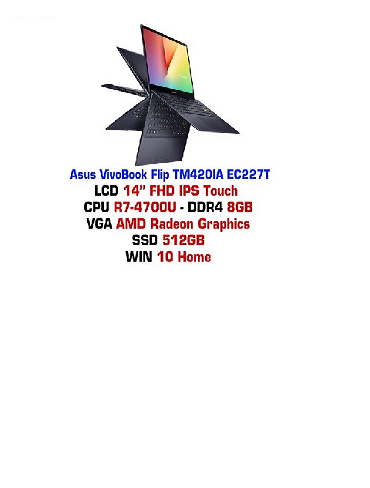 Asus VivoBook Flip TM420IA EC227T
LCD 14” FHD IPS Touch
CPU R7-4700U - DDR4 8GB
VGA AMD Radeon Graphics
SSD 512GB
WIN 10 Home